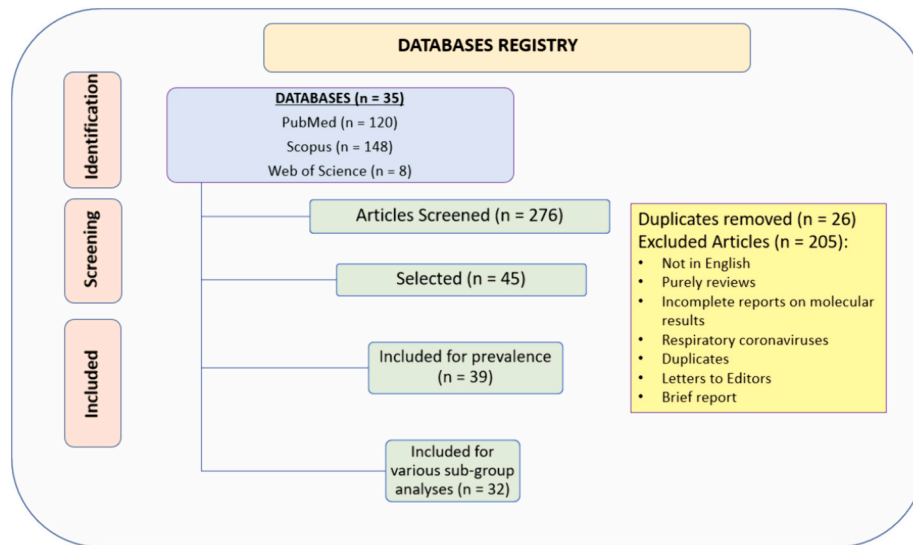 DATABASES REGISTRY
Identification
DATABASES (n = 35)
PubMed (n = 120)
Scopus (n = 148)
Web of Science (n = 8)
Screening
Articles Screened (n = 276)
Selected (n = 45)
Duplicates removed (n = 26)
Excluded Articles (n = 205):
• Not in English
• Purely reviews
• Incomplete reports on molecular
results
• Respiratory coronaviruses
• Duplicates
• Letters to Editors
• Brief report
Included
Included for prevalence
(n = 39)
Included for
various sub-group
analyses (n = 32)